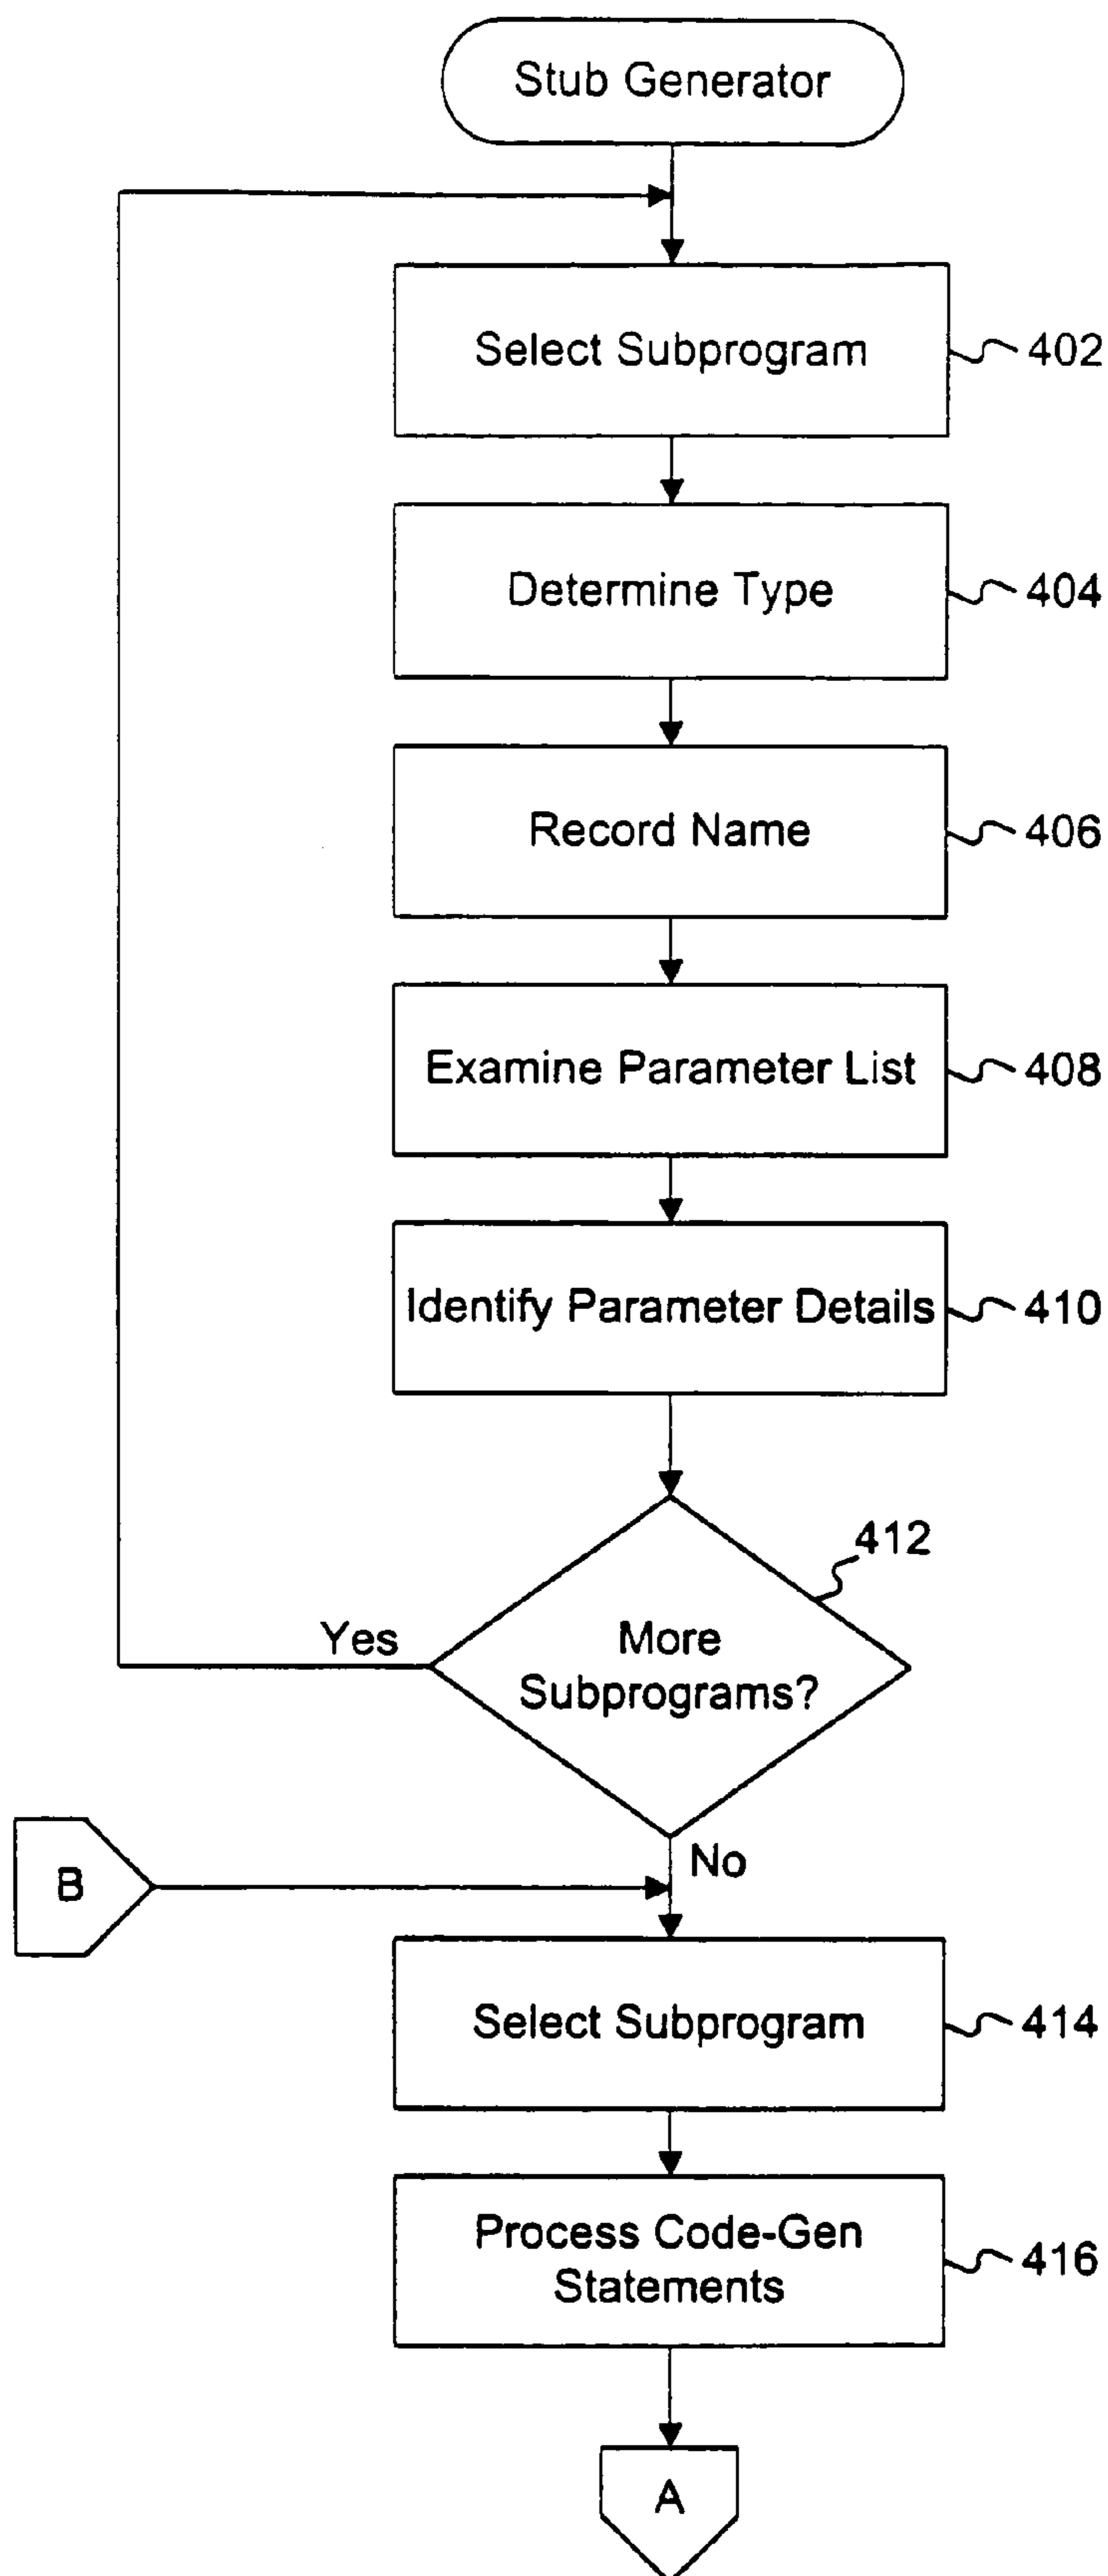 Stub Generator
Select Subprogram
402
Determine Type
404
Record Name
406
Examine Parameter List
408
Identify Parameter Details
410
412
More
Subprograms?
Yes
No
B
Select Subprogram
414
Process Code-Gen
Statements
416
A